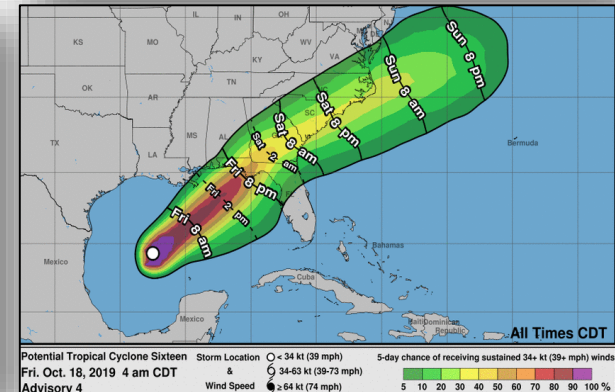 IL
IN
OH
NJ
KS
MO
WV
VA
KY
OK
AR
TN
SC
MS
AL
TX
LA
Sun 8 pm
Sun 8 am
Sat 8 pm
Sat 8 am
Sat 2 am
Fri 8 pm
Fri 2 pm
Fri 8 am
Bermuda
Bahamas
Mexico
Cuba
Mexico
Haiti
Dominican
Republic
All Times CDT
Potential Tropical Cyclone Sixteen
Fri. Oct. 18, 2019 4 am CDT
Advisory 4
Storm Location
&
Wind Speed
< 34 kt (39 mph)
34-63 kt (39-73 mph)
≥ 64 kt (74 mph)
5-day chance of receiving sustained 34+ kt (39+ mph) winds
5 10 20 30 40 50 60 70 80 90 100 %